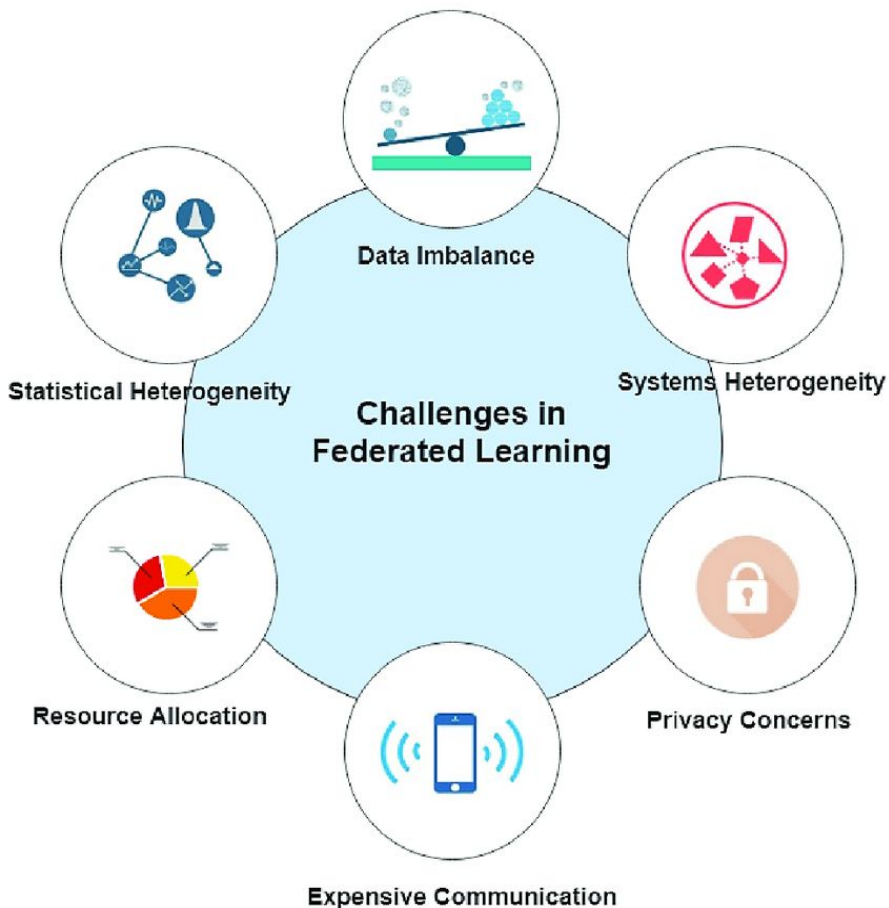 Data Imbalance
Statistical Heterogeneity
Systems Heterogeneity
Challenges in
Federated Learning
Resource Allocation
Privacy Concerns
Expensive Communication